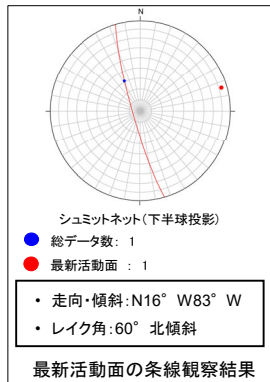 N
シュミットネット(下半球投影)
総データ数: 1
最新活動面 : 1
・ 走向・傾斜:N16° W83° W
・ レイク角:60° 北傾斜
最新活動面の条線観察結果